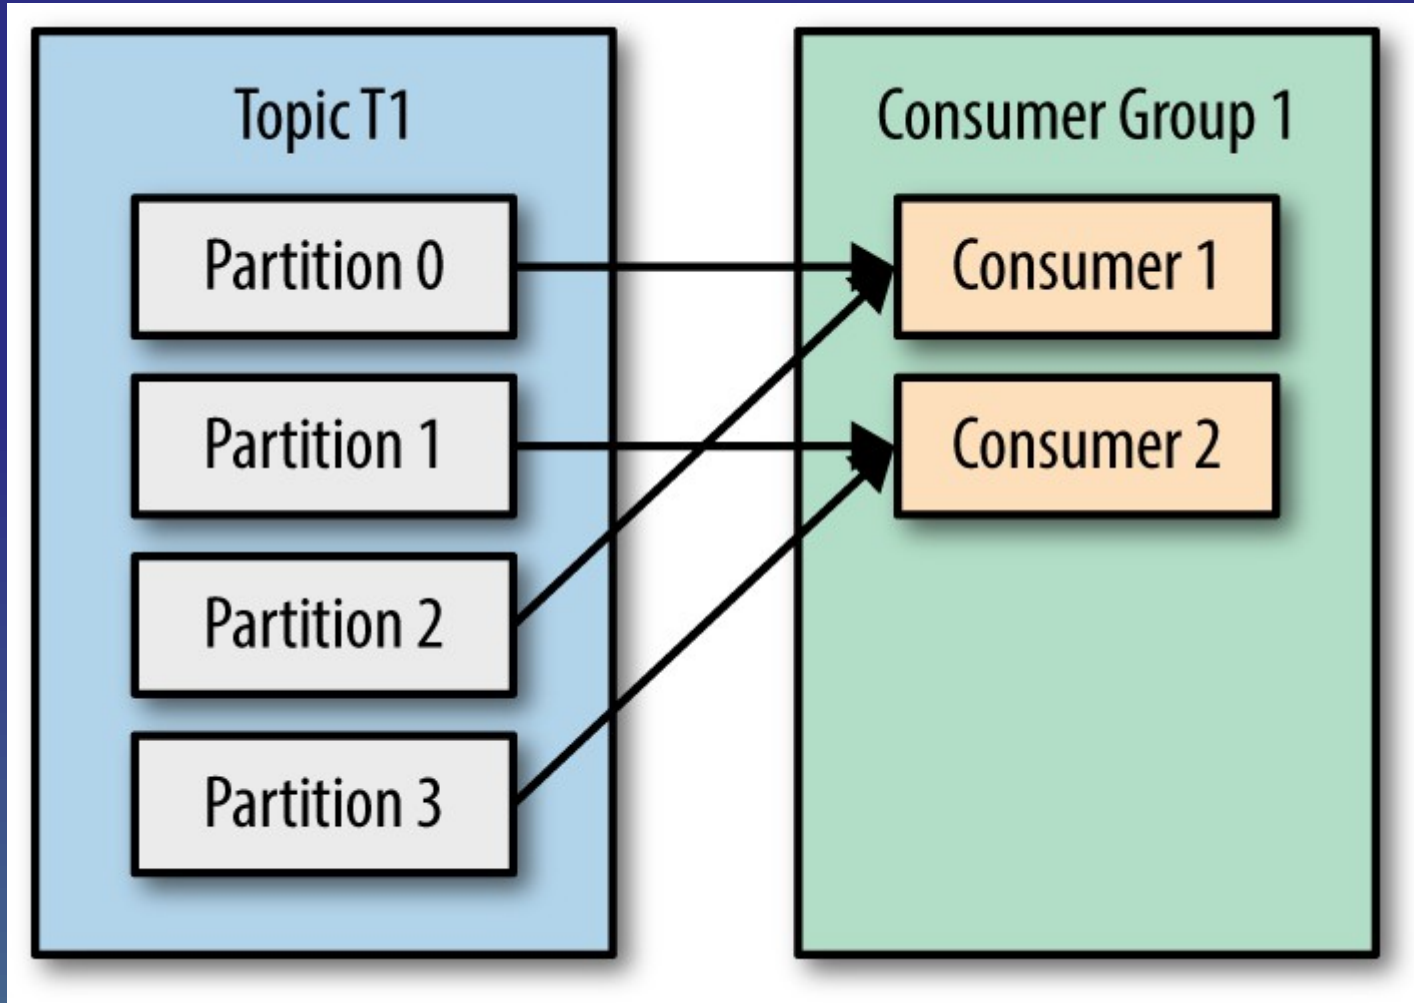 Topic T1
Partition 0
Partition 1
Partition 2
Partition 3
Consumer Group 1
Consumer 1
Consumer 2